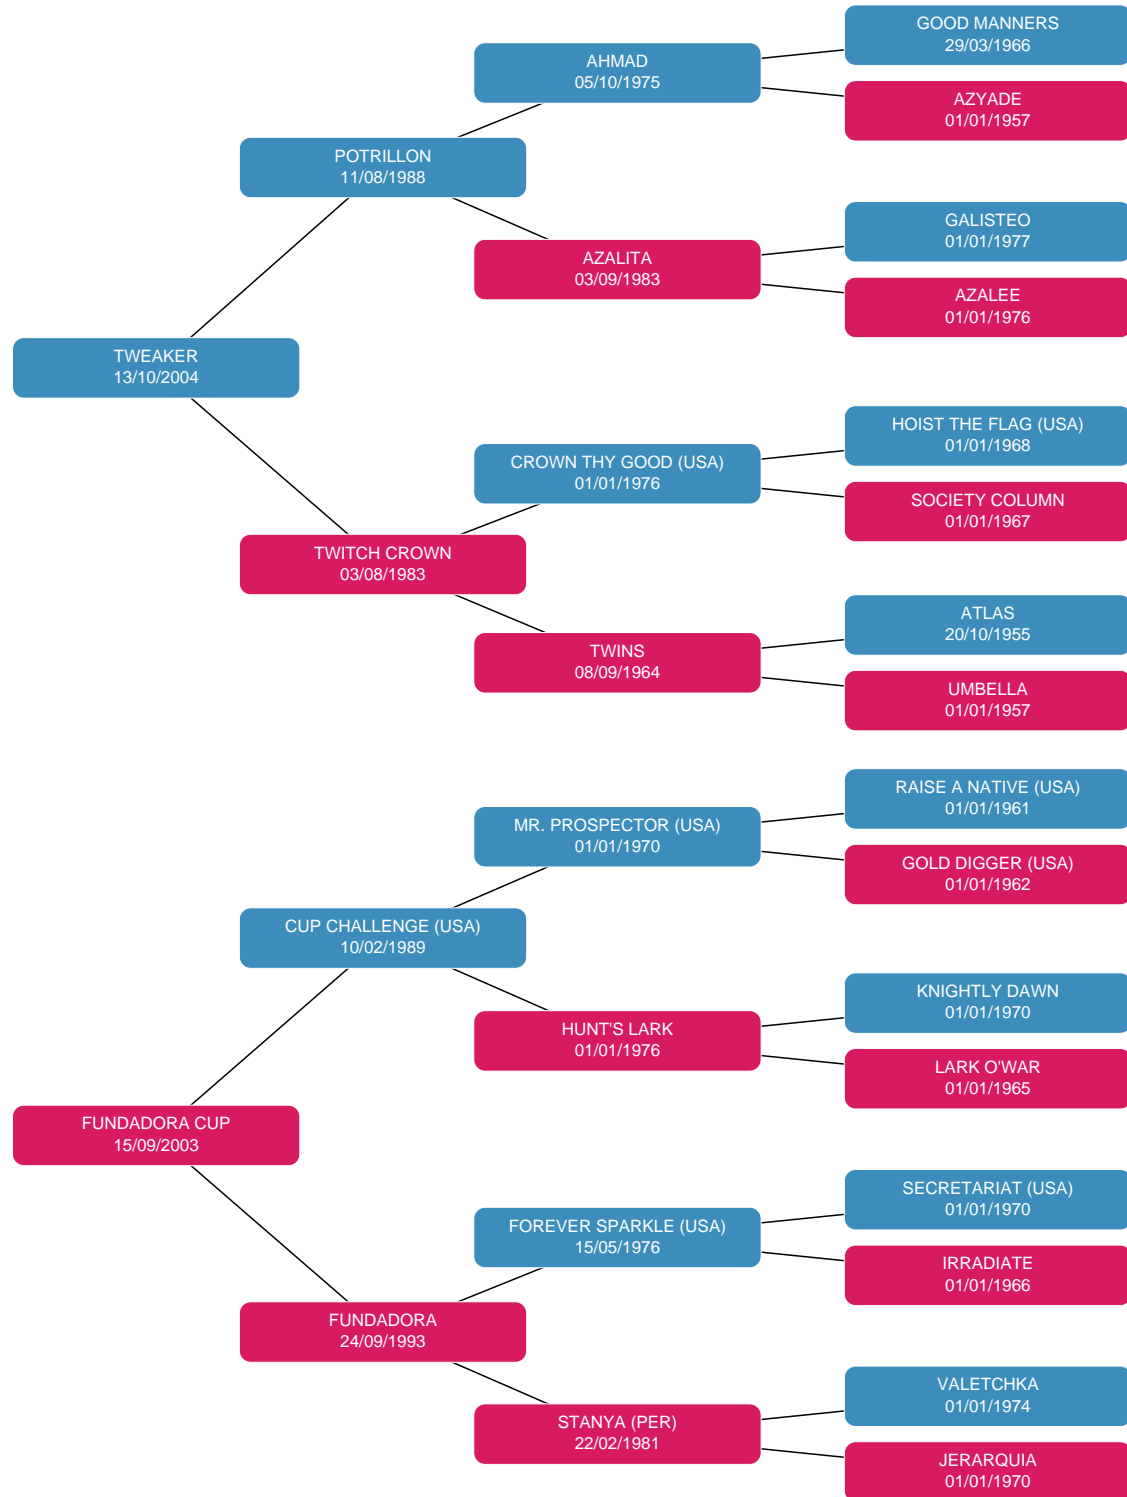 GOOD MANNERS
29/03/1966
AHMAD
05/10/1975
AZYADE
01/01/1957
POTRILLON
11/08/1988
GALISTEO
01/01/1977
AZALITA
03/09/1983
AZALEE
01/01/1976
TWEAKER
13/10/2004
HOIST THE FLAG (USA)
01/01/1968
CROWN THY GOOD (USA)
01/01/1976
SOCIETY COLUMN
01/01/1967
TWITCH CROWN
03/08/1983
ATLAS
20/10/1955
TWINS
08/09/1964
UMBELLA
01/01/1957
RAISE A NATIVE (USA)
01/01/1961
MR. PROSPECTOR (USA)
01/01/1970
GOLD DIGGER (USA)
01/01/1962
CUP CHALLENGE (USA)
10/02/1989
KNIGHTLY DAWN
01/01/1970
HUNT'S LARK
01/01/1976
LARK O'WAR
01/01/1965
FUNDADORA CUP
15/09/2003
SECRETARIAT (USA)
01/01/1970
FOREVER SPARKLE (USA)
15/05/1976
IRRADIATE
01/01/1966
FUNDADORA
24/09/1993
VALETCHKA
01/01/1974
STANYA (PER)
22/02/1981
JERARQUIA
01/01/1970